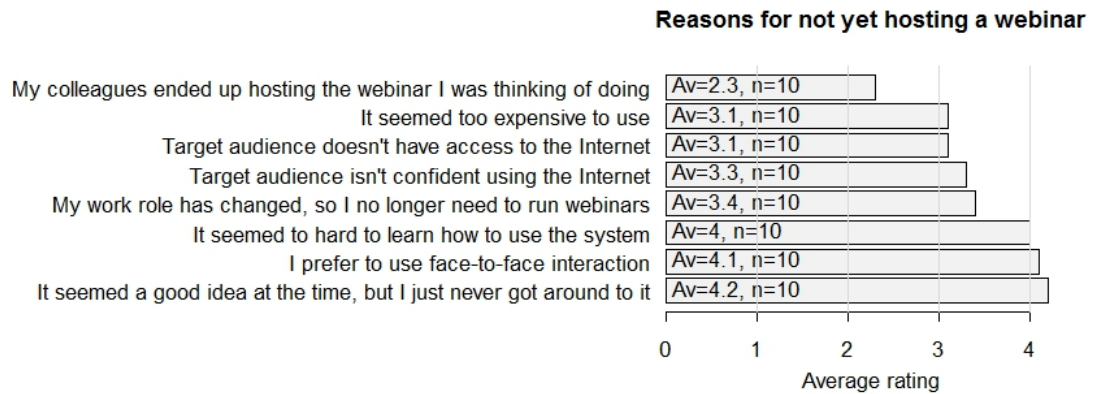 Reasons for not yet hosting a webinar
My colleagues ended up hosting the webinar I was thinking of doing Av=2.3, n=10
It seemed too expensive to use Av=3.1, n=10
Target audience doesn't have access to the Internet Av=3.1, n=10
Target audience isn't confident using the Internet Av=3.3, n=10
My work role has changed, so I no longer need to run webinars Av=3.4, n=10
It seemed to hard to learn how to use the system Av=4, n=10
I prefer to use face-to-face interaction Av=4.1, n=10
It seemed a good idea at the time, but I just never got around to it Av=4.2, n=10
0 1 2 3 4
Average rating